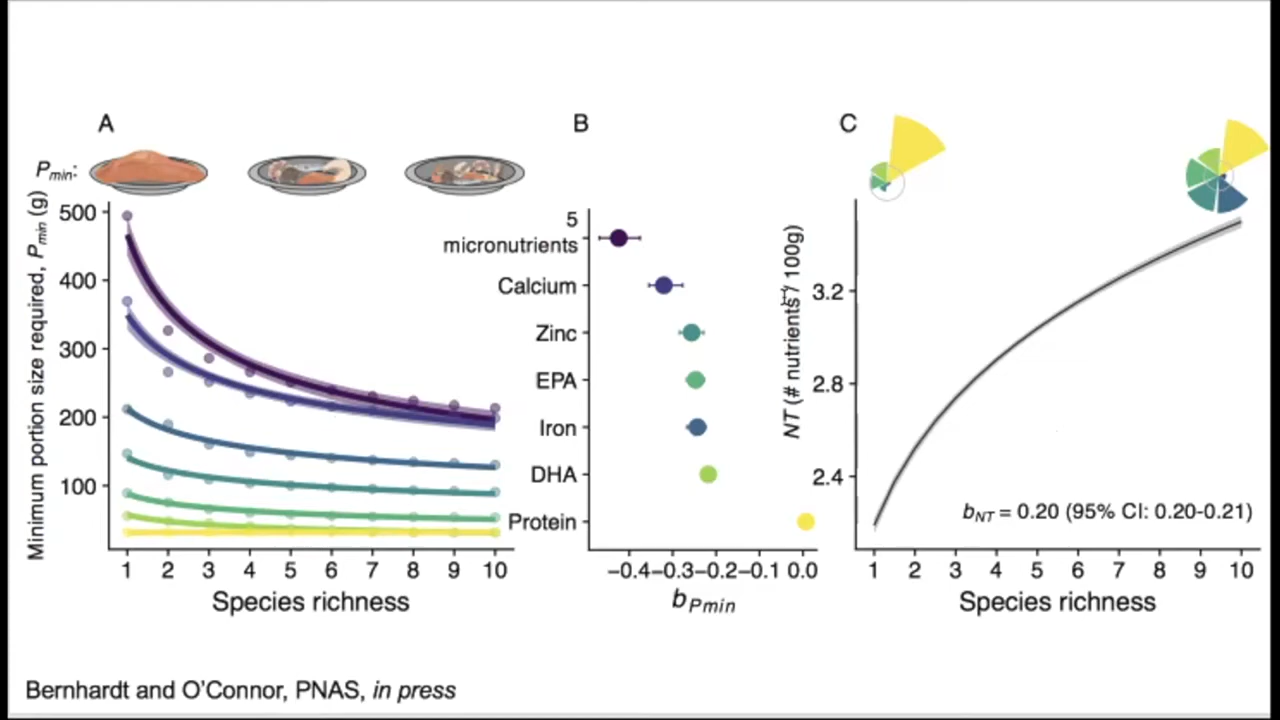 A
B
C
P min:
Minimum portion size required, P min (g)
500
400
300
200
100
1 2 3 4 5 6 7 8 9 10
Species richness
5
micronutrients
Calcium
Zinc
EPA
Iron
DHA
Protein
−0.4−0.3−0.2−0.1 0.0
b Pmin
NT (# nutrients / 100g)
3.2
2.8
2.4
b NT = 0.20 (95% CI: 0.20-0.21)
1 2 3 4 5 6 7 8 9 10
Species richness
Bernhardt and O'Connor, PNAS, in press